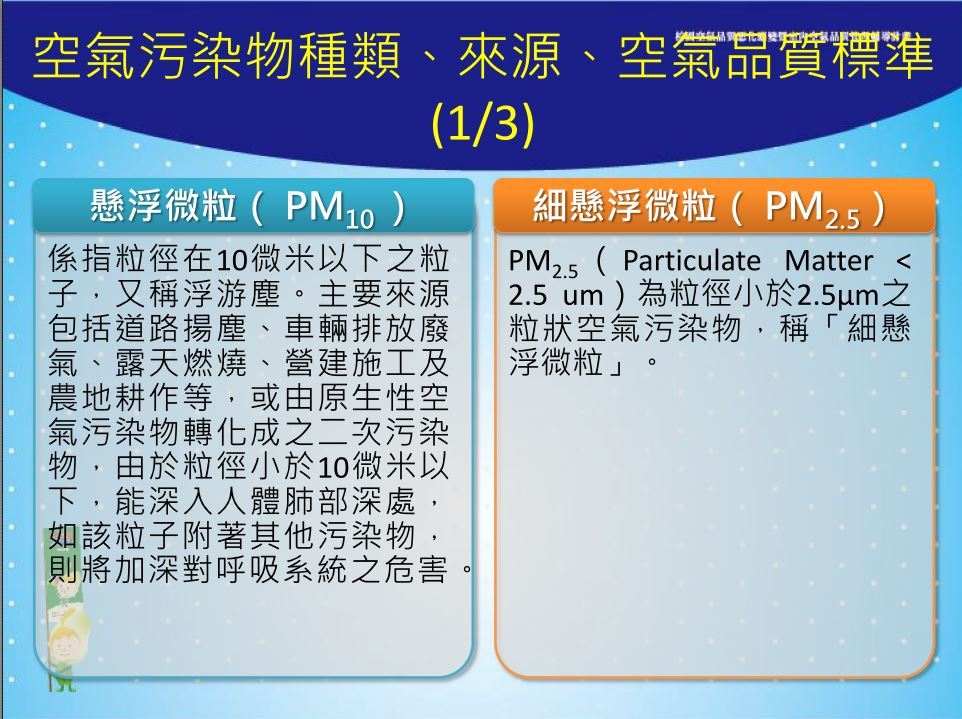 空氣污染物種類、來源、空氣品質標準
(1/3)
懸浮微粒（ PM10 ）
係指粒徑在10微米以下之粒
子，又稱浮游塵。主要來源
包括道路揚塵、車輛排放廢
氣、露天燃燒、營建施工及
農地耕作等，或由原生性空
氣污染物轉化成之二次污染
物，由於粒徑小於10微米以
下，能深入人體肺部深處，
如該粒子附著其他污染物，
則將加深對呼吸系統之危害。
細懸浮微粒（ PM2.5 ）
PM2.5（ Particulate Matter <
2.5 um）為粒徑小於2.5μm之
粒狀空氣污染物，稱「細懸
浮微粒」。